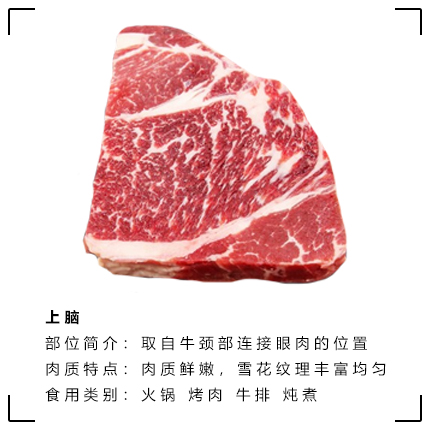 上脑
部位简介：取自牛颈部连接眼肉的位置
肉质特点：肉质鲜嫩，雪花纹理丰富均匀
食用类别：火锅 烤肉 牛排 炖煮